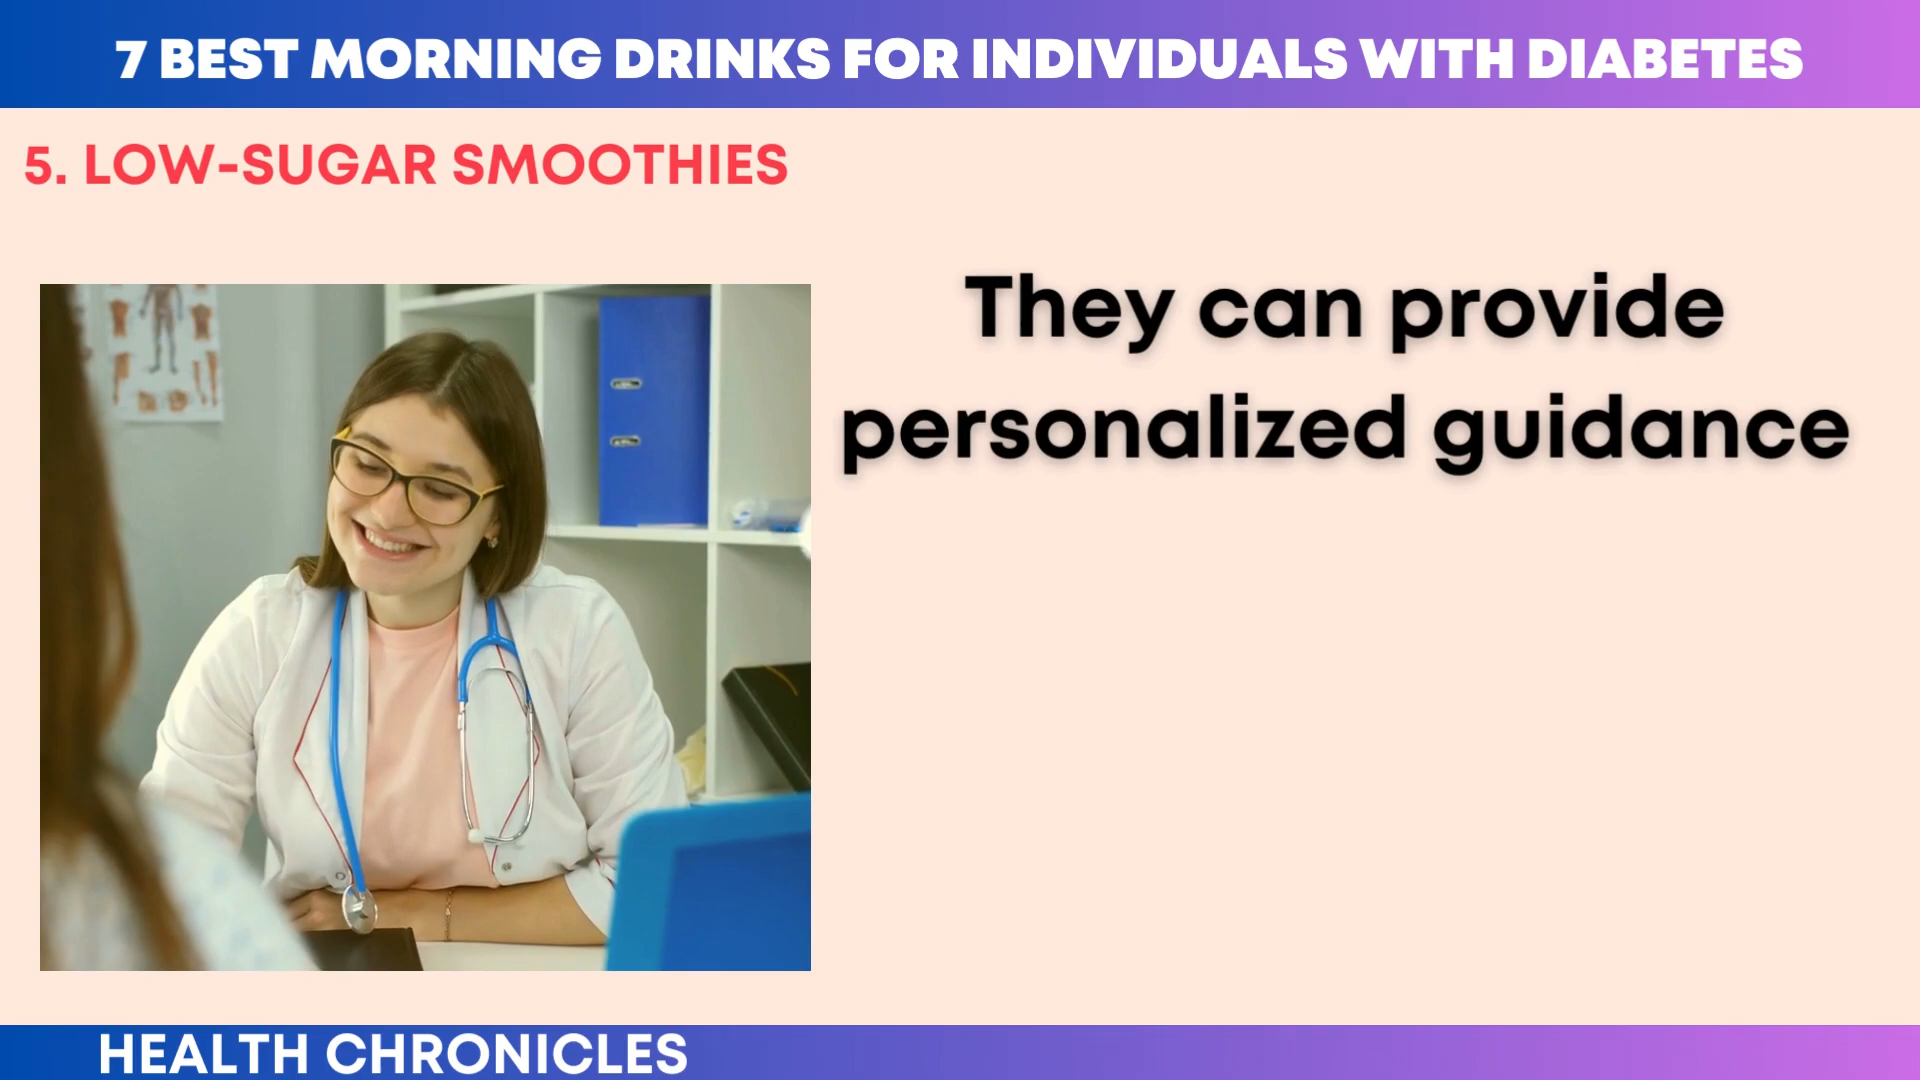 7 BEST MORNING DRINKS FOR INDIVIDUALS WITH DIABETES
5. LOW-SUGAR SMOOTHIES
They can provide
personalized guidance
HEALTH CHRONICLES